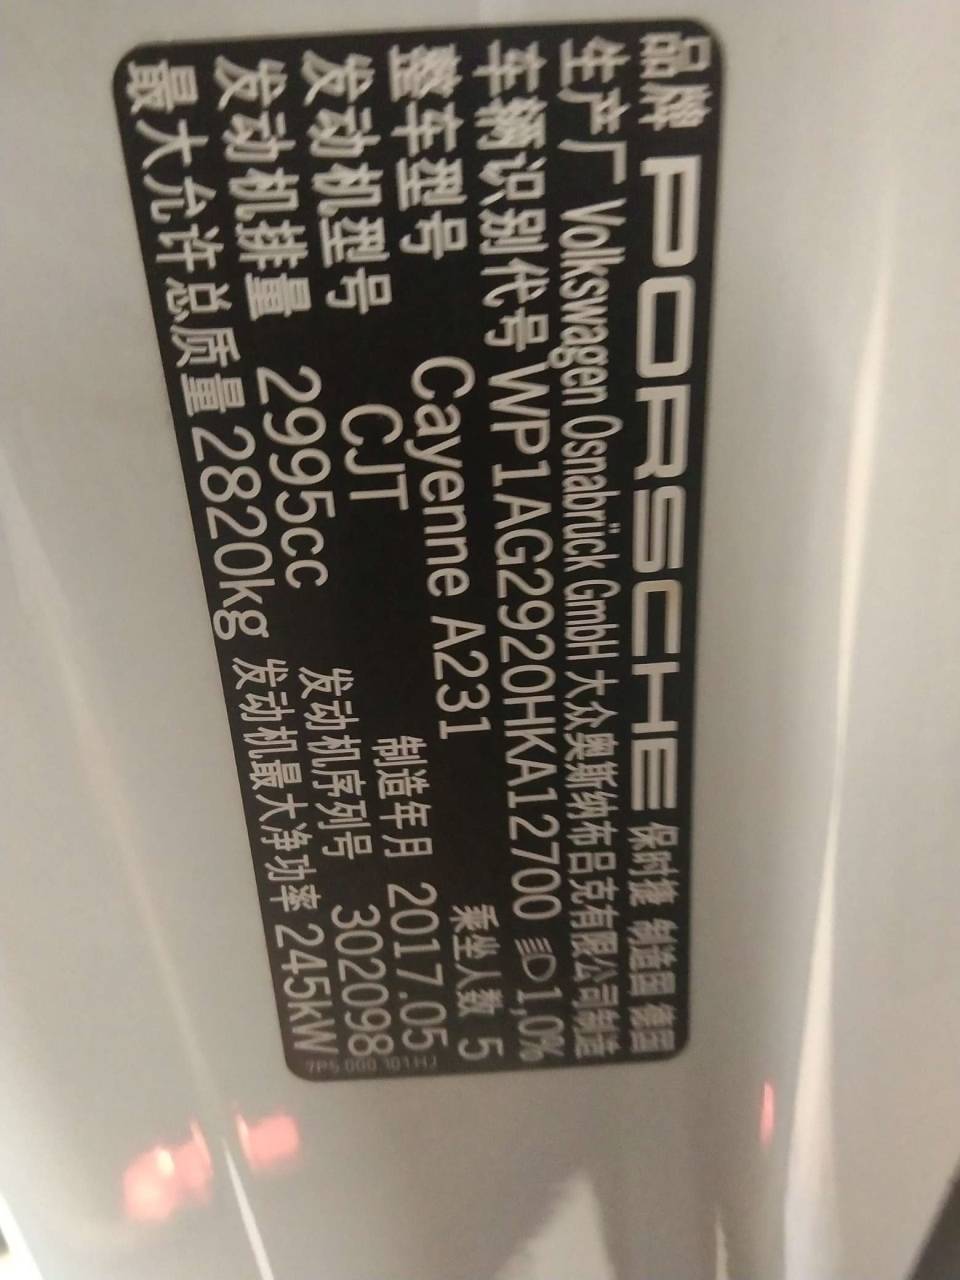 品牌 PORSCHE 保时捷 制造国 德国
生产厂 Volkswagen Osnabrück GmbH 大众奥斯纳布吕克有限公司制造
车辆识别代号 WP1AG2920HKA12700 1,0%
整车型号 Cayenne A231 乘坐人数 5
发动机型号 CJT 制造年月 2017.05
发动机排量 2995cc 发动机序列号 302098
最大允许总质量 2820kg 发动机最大净功率 245kW
7P5.000.101HJ